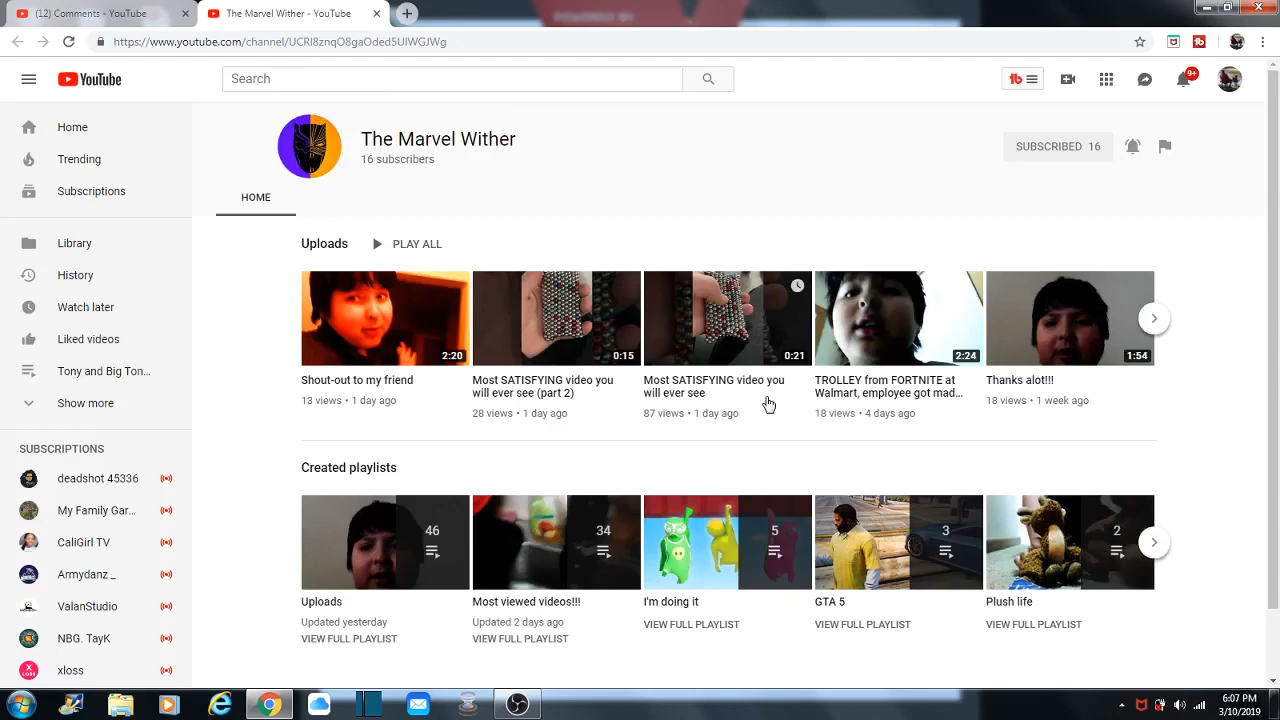 (12) Comments - YouTube
The Marvel Wither - YouTube
POWERED BY
https://www.youtube.com/channel/UCRl8znqO8gaOded5UlWGJWg
YouTube
Search
tb
9+
Home
Trending
Subscriptions
Library
History
Watch later
Liked videos
Tony and Big Ton...
Show more
SUBSCRIPTIONS
deadshot 45336
My Family Gar...
CaliGirl TV
Armydanz _
ValanStudio
NBG. TayK
xloss
The Marvel Wither
16 subscribers
SUBSCRIBED 16
HOME
Uploads
PLAY ALL
2:20
0:15
0:21
2:24
1:54
Shout-out to my friend
13 views • 1 day ago
Most SATISFYING video you
will ever see (part 2)
28 views • 1 day ago
Most SATISFYING video you
will ever see
87 views • 1 day ago
TROLLEY from FORTNITE at
Walmart, employee got mad...
18 views • 4 days ago
Thanks alot!!!
18 views • 1 week ago
Created playlists
46
34
5
3
2
Uploads
Updated yesterday
VIEW FULL PLAYLIST
Most viewed videos!!!
Updated 2 days ago
VIEW FULL PLAYLIST
I'm doing it
VIEW FULL PLAYLIST
GTA 5
VIEW FULL PLAYLIST
Plush life
VIEW FULL PLAYLIST
6:07 PM
3/10/2019